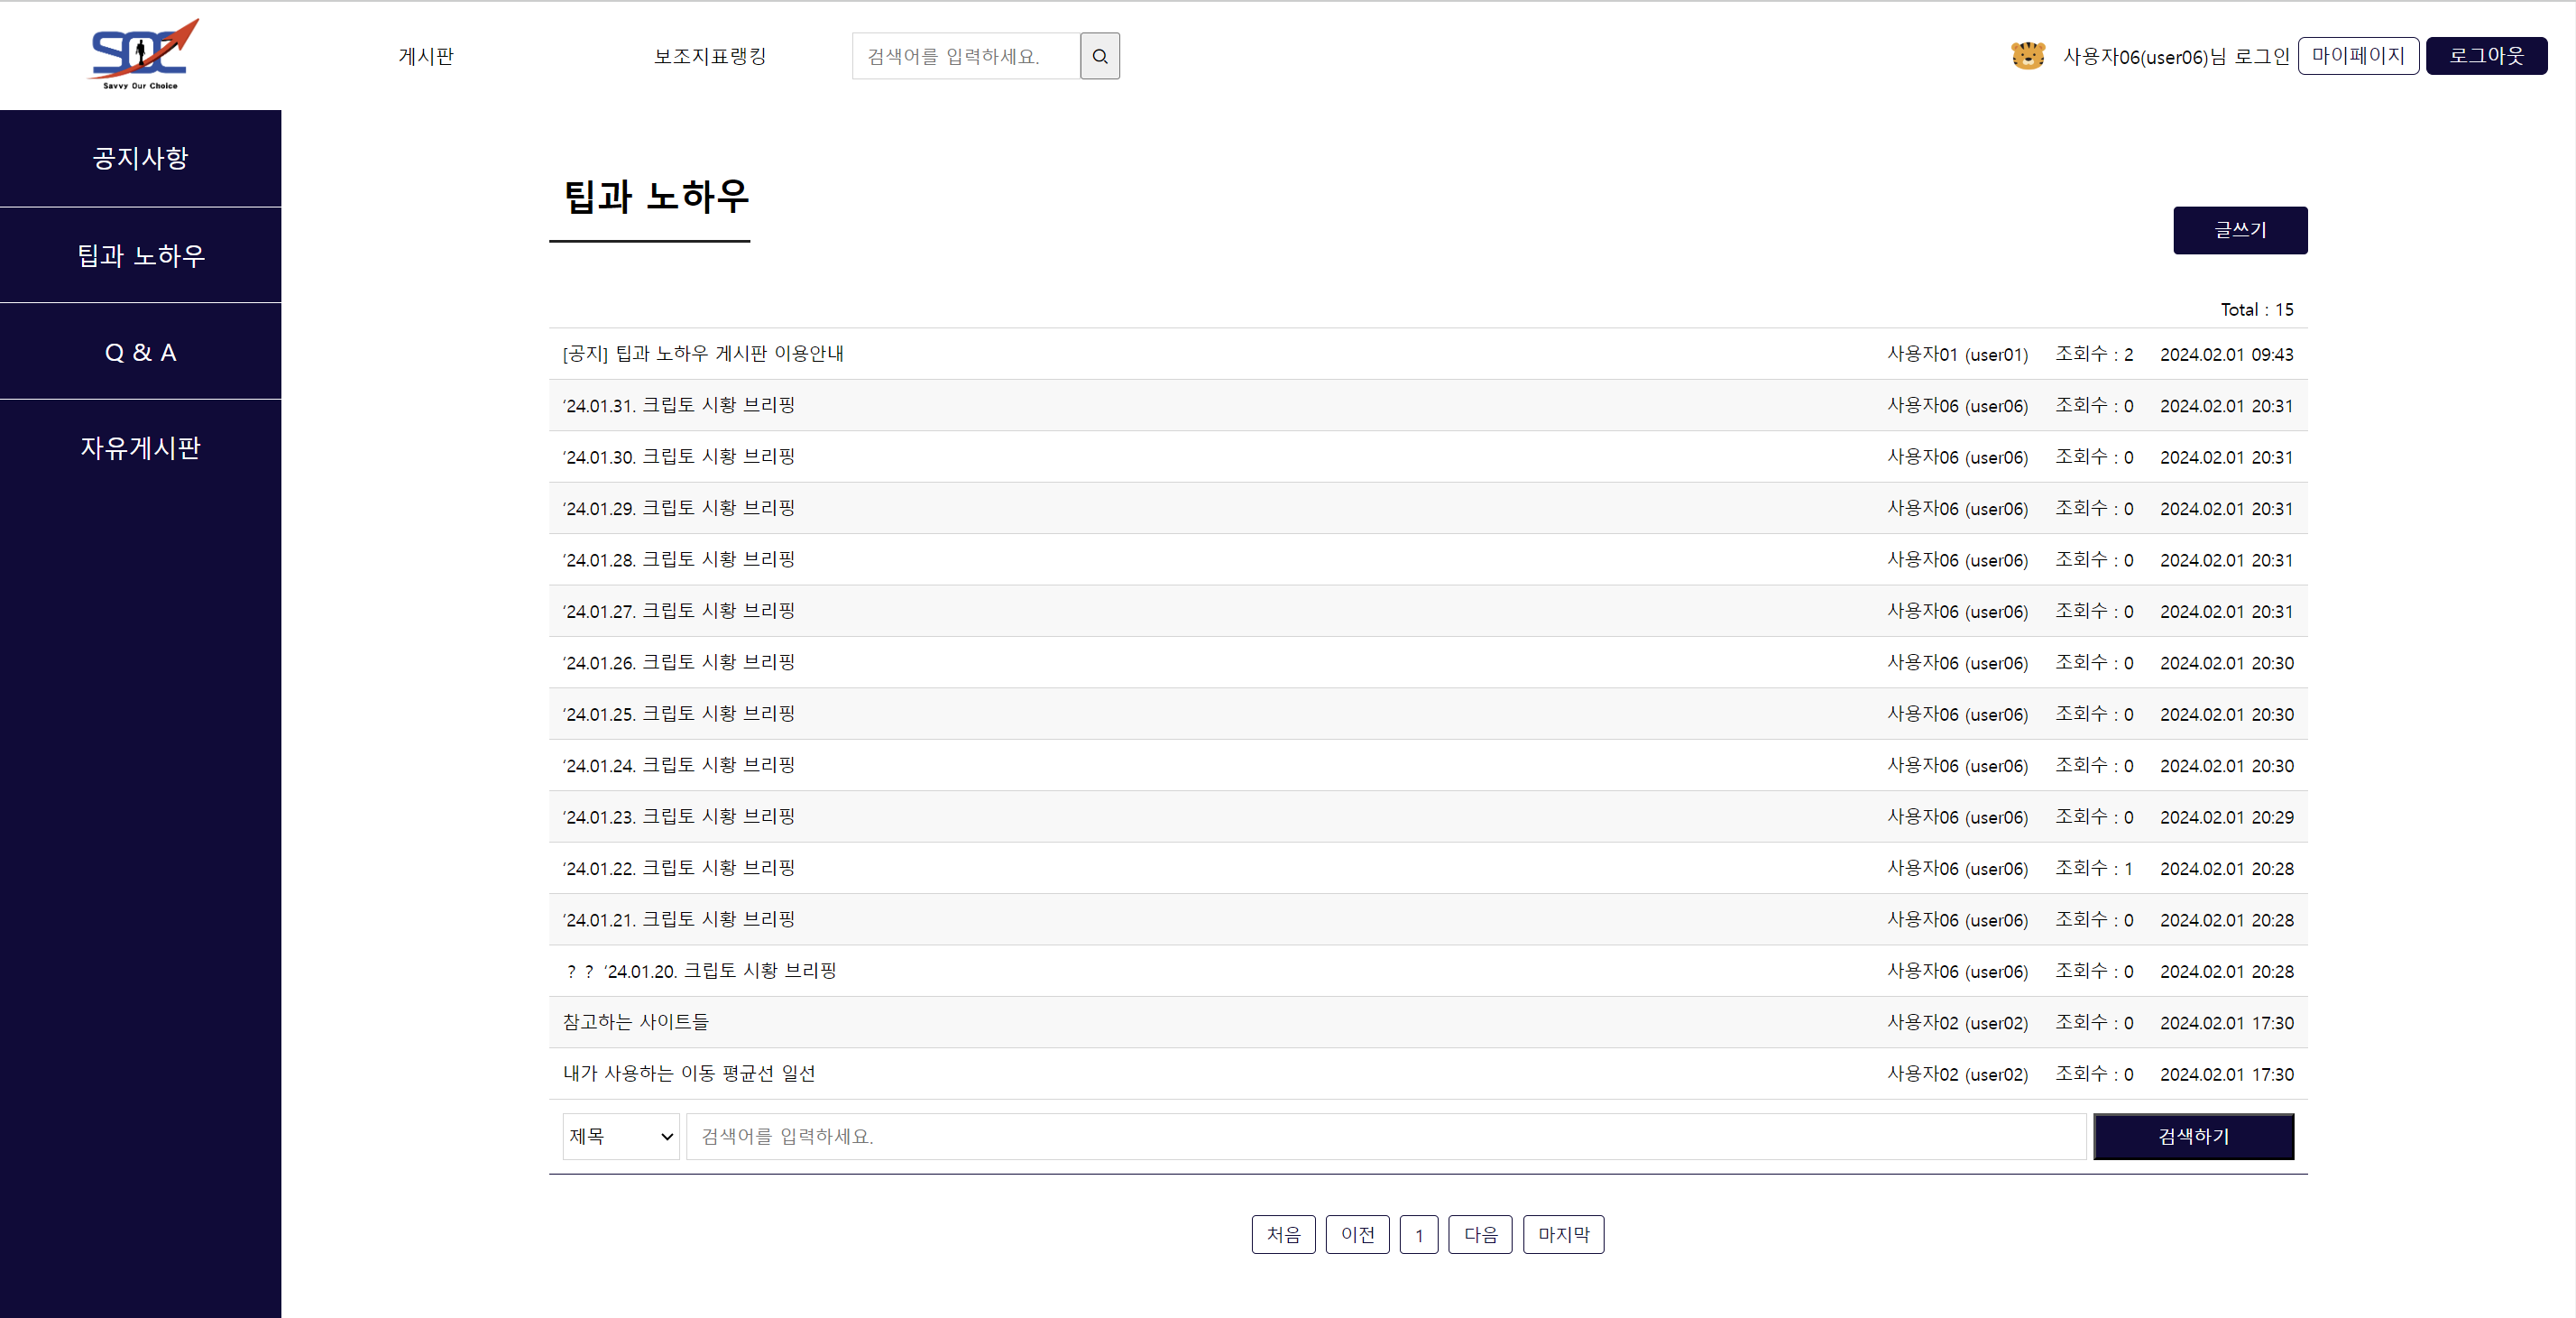 SOC
Savvy Our Choice
게시판
보조지표랭킹
검색어를 입력하세요.
사용자06(user06)님 로그인
마이페이지
로그아웃
공지사항
팁과 노하우
Q & A
자유게시판
팁과 노하우
글쓰기
Total : 15
[공지] 팁과 노하우 게시판 이용안내 사용자01 (user01) 조회수 : 2 2024.02.01 09:43
‘24.01.31. 크립토 시황 브리핑 사용자06 (user06) 조회수 : 0 2024.02.01 20:31
‘24.01.30. 크립토 시황 브리핑 사용자06 (user06) 조회수 : 0 2024.02.01 20:31
‘24.01.29. 크립토 시황 브리핑 사용자06 (user06) 조회수 : 0 2024.02.01 20:31
‘24.01.28. 크립토 시황 브리핑 사용자06 (user06) 조회수 : 0 2024.02.01 20:31
‘24.01.27. 크립토 시황 브리핑 사용자06 (user06) 조회수 : 0 2024.02.01 20:31
‘24.01.26. 크립토 시황 브리핑 사용자06 (user06) 조회수 : 0 2024.02.01 20:30
‘24.01.25. 크립토 시황 브리핑 사용자06 (user06) 조회수 : 0 2024.02.01 20:30
‘24.01.24. 크립토 시황 브리핑 사용자06 (user06) 조회수 : 0 2024.02.01 20:30
‘24.01.23. 크립토 시황 브리핑 사용자06 (user06) 조회수 : 0 2024.02.01 20:29
‘24.01.22. 크립토 시황 브리핑 사용자06 (user06) 조회수 : 1 2024.02.01 20:28
‘24.01.21. 크립토 시황 브리핑 사용자06 (user06) 조회수 : 0 2024.02.01 20:28
? ? ‘24.01.20. 크립토 시황 브리핑 사용자06 (user06) 조회수 : 0 2024.02.01 20:28
참고하는 사이트들 사용자02 (user02) 조회수 : 0 2024.02.01 17:30
내가 사용하는 이동 평균선 일선 사용자02 (user02) 조회수 : 0 2024.02.01 17:30
제목 검색어를 입력하세요. 검색하기
처음 이전 1 다음 마지막